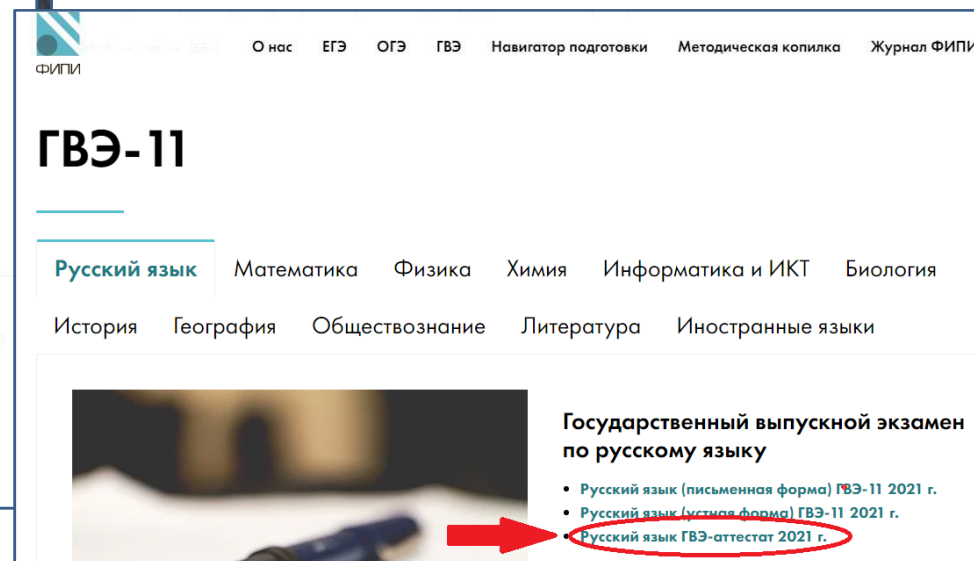 О нас ЕГЭ ОГЭ ГВЭ Навигатор подготовки Методическая копилка Журнал ФИПИ
ФИПИ
ГВЭ-11
Русский язык Математика Физика Химия Информатика и ИКТ Биология
История География Обществознание Литература Иностранные языки
Государственный выпускной экзамен
по русскому языку
• Русский язык (письменная форма) ГВЭ-11 2021 г.
• Русский язык (устная форма) ГВЭ-11 2021 г.
• Русский язык ГВЭ-аттестат 2021 г.